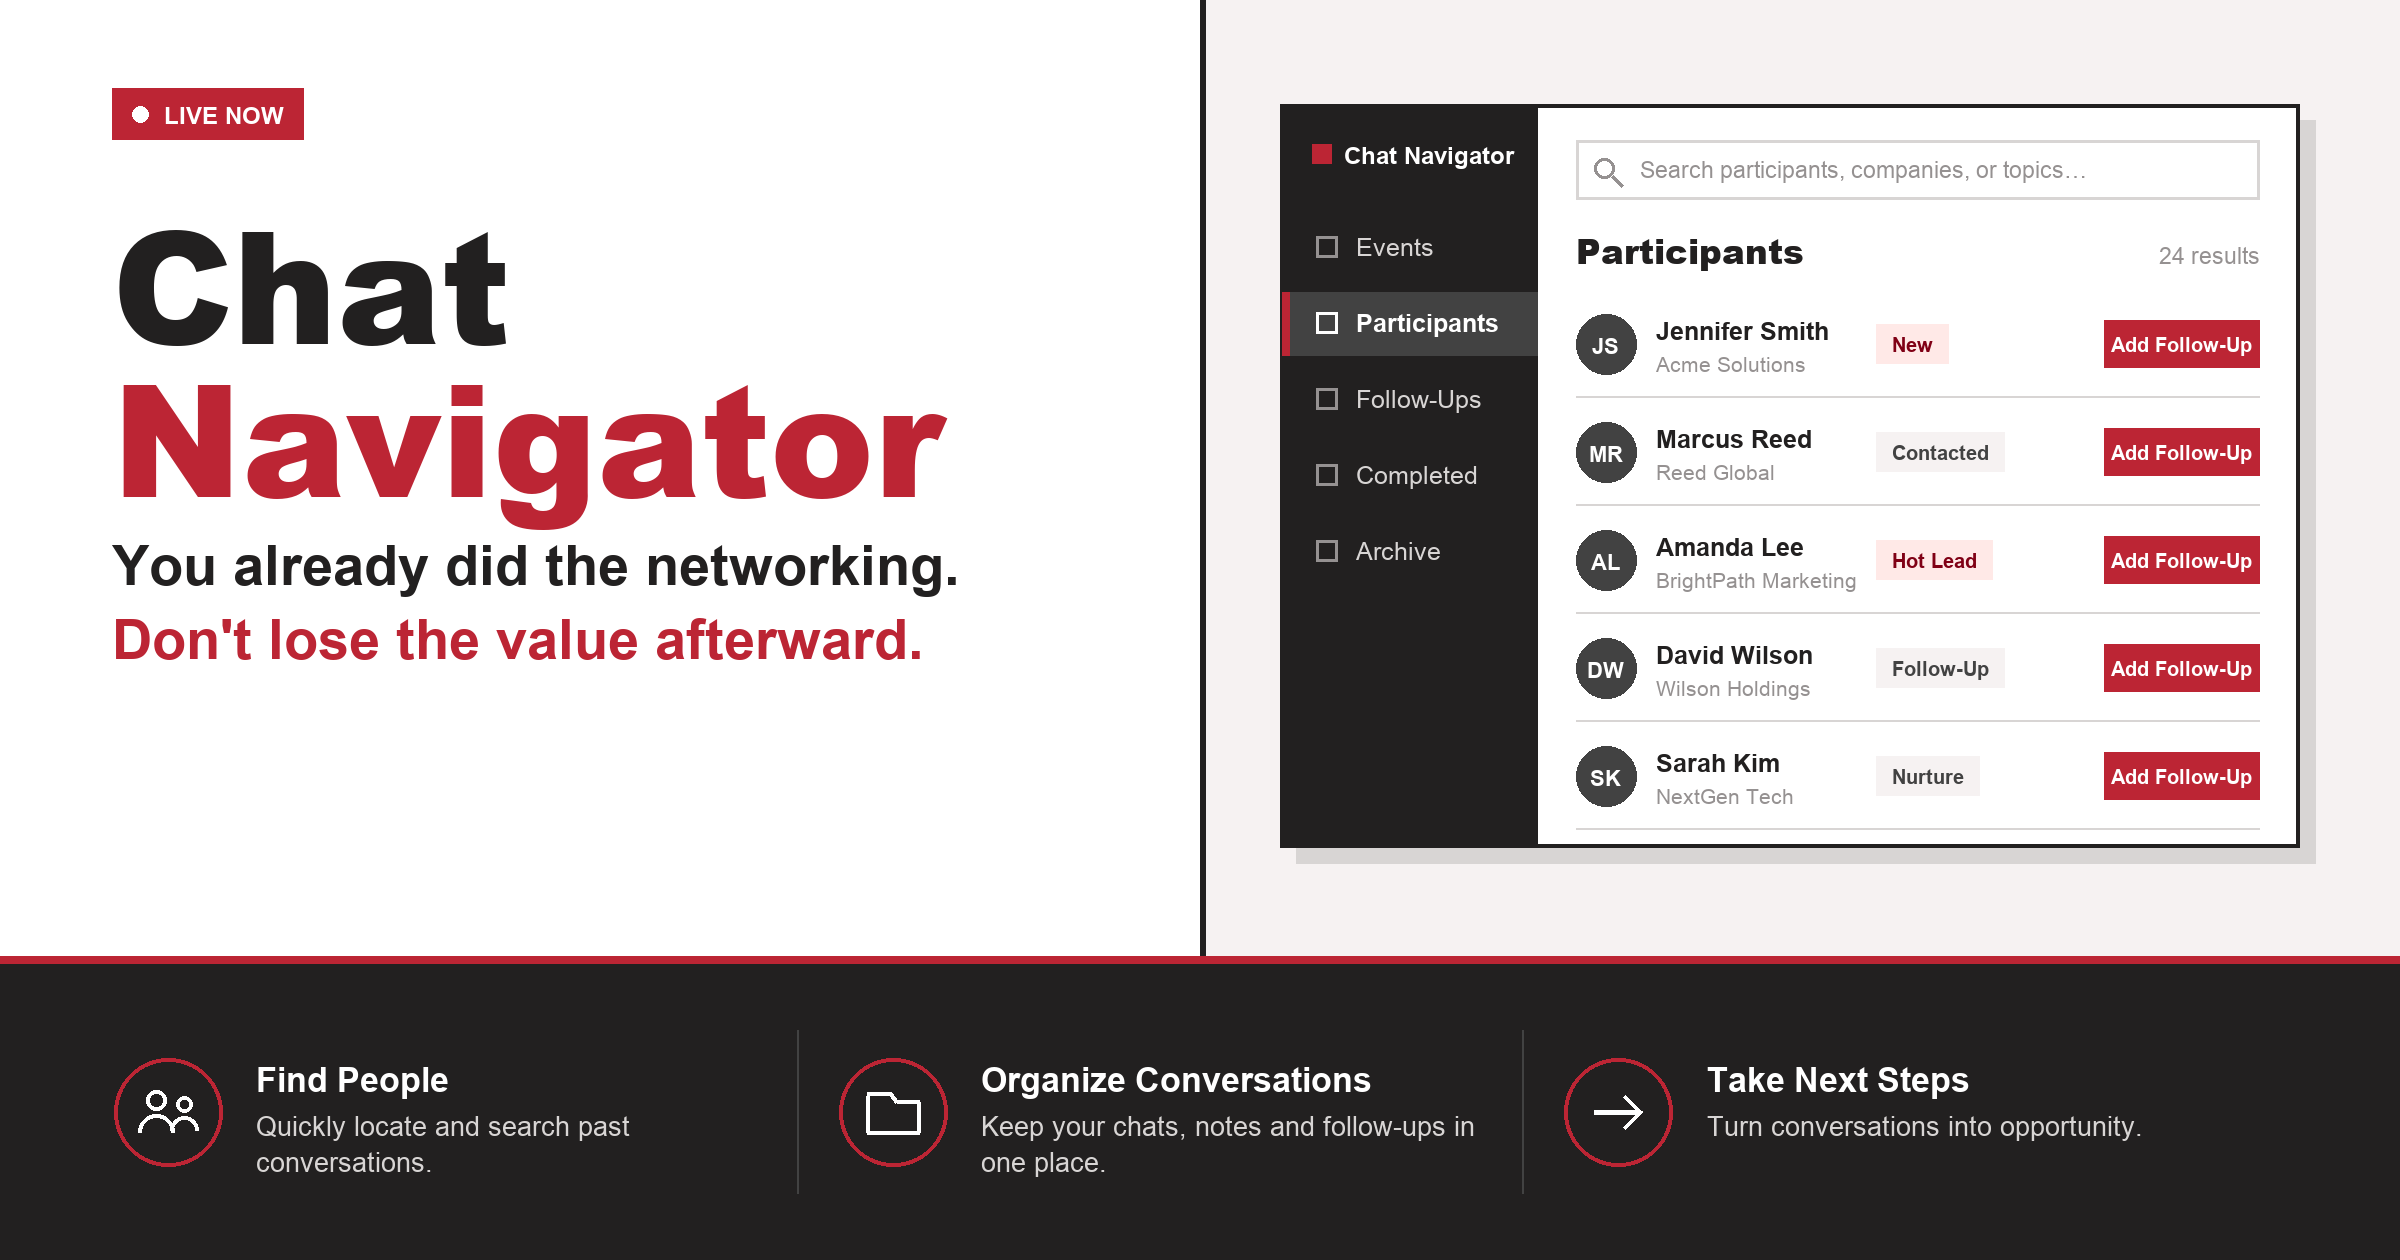 LIVE NOW
Chat
Navigator
You already did the networking.
Don't lose the value afterward.
Chat Navigator
Events
Participants
Follow-Ups
Completed
Archive
Search participants, companies, or topics…
Participants
24 results
JS
Jennifer Smith
Acme Solutions
New
Add Follow-Up
MR
Marcus Reed
Reed Global
Contacted
Add Follow-Up
AL
Amanda Lee
BrightPath Marketing
Hot Lead
Add Follow-Up
DW
David Wilson
Wilson Holdings
Follow-Up
Add Follow-Up
SK
Sarah Kim
NextGen Tech
Nurture
Add Follow-Up
Find People
Quickly locate and search past
conversations.
Organize Conversations
Keep your chats, notes and follow-ups in
one place.
Take Next Steps
Turn conversations into opportunity.